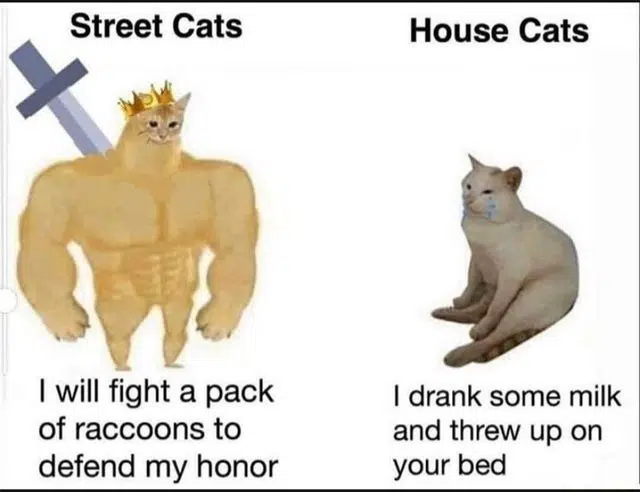 Street Cats
House Cats
I will fight a pack
of raccoons to
defend my honor
I drank some milk
and threw up on
your bed